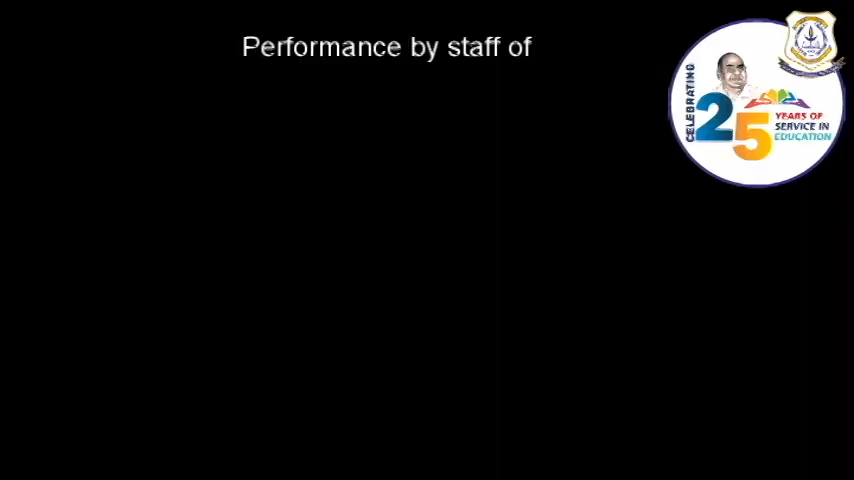 Performance by staff of
CELEBRATING
25
YEARS OF
SERVICE IN
EDUCATION